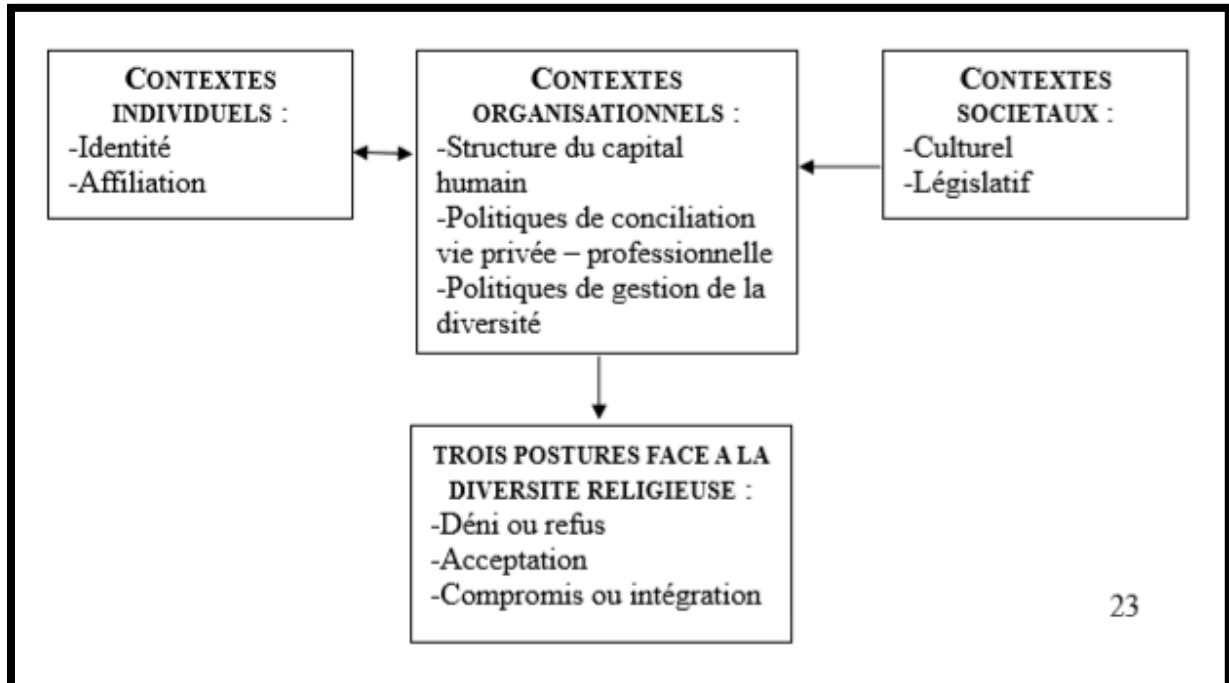 CONTEXTES
INDIVIDUELS :
-Identité
-Affiliation
CONTEXTES
ORGANISATIONNELS :
-Structure du capital
humain
-Politiques de conciliation
vie privée – professionnelle
-Politiques de gestion de la
diversité
CONTEXTES
SOCIETAUX :
-Culturel
-Législatif
TROIS POSTURES FACE A LA
DIVERSITE RELIGIEUSE :
-Déni ou refus
-Acceptation
-Compromis ou intégration
23